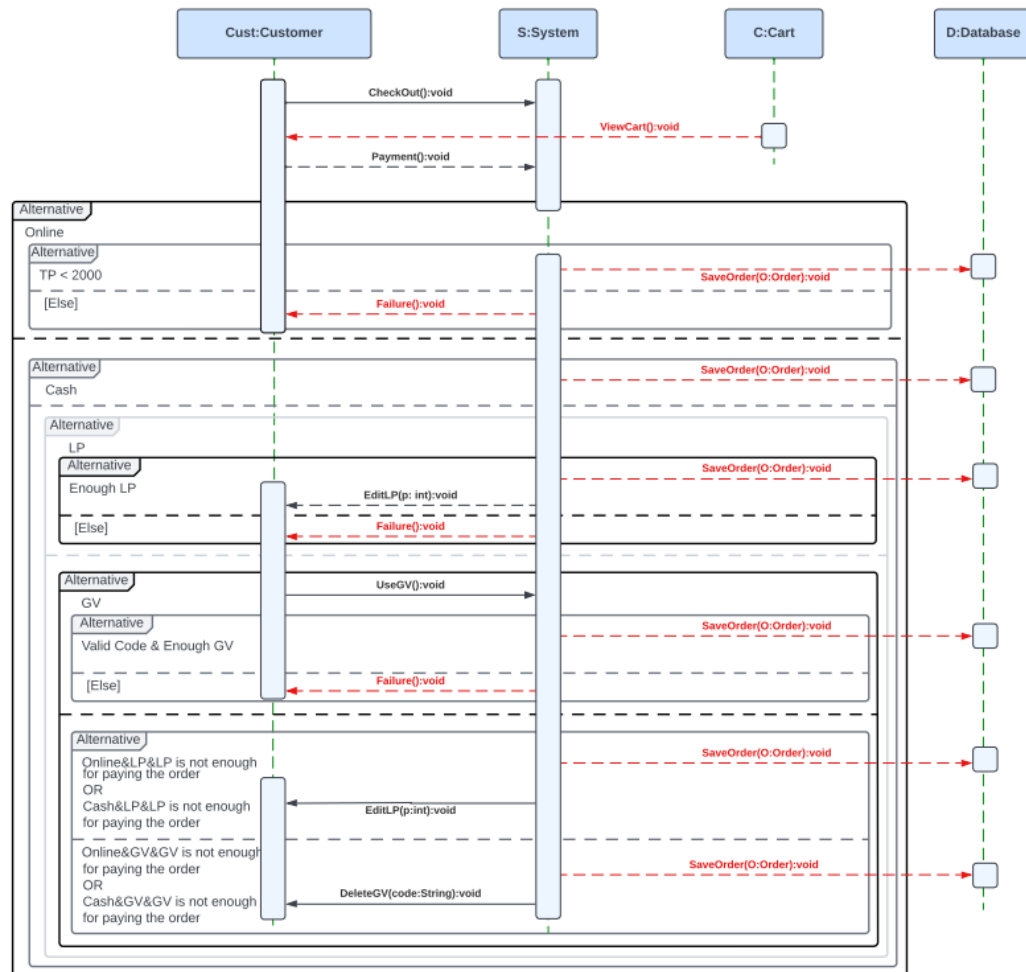 Cust:Customer
S:System
C:Cart
D:Database
CheckOut():void
ViewCart():void
Payment():void
Alternative
Online
Alternative
TP < 2000
SaveOrder(O:Order):void
[Else]
Failure():void
Alternative
SaveOrder(O:Order):void
Cash
Alternative
LP
Alternative
SaveOrder(O:Order):void
Enough LP
EditLP(p: int):void
[Else]
Failure():void
Alternative
UseGV():void
GV
Alternative
SaveOrder(O:Order):void
Valid Code & Enough GV
[Else]
Failure():void
Alternative
SaveOrder(O:Order):void
Online&LP&LP is not enough
for paying the order
OR
Cash&LP&LP is not enough
for paying the order
EditLP(p:int):void
Online&GV&GV is not enough
for paying the order
OR
Cash&GV&GV is not enough
for paying the order
SaveOrder(O:Order):void
DeleteGV(code:String):void